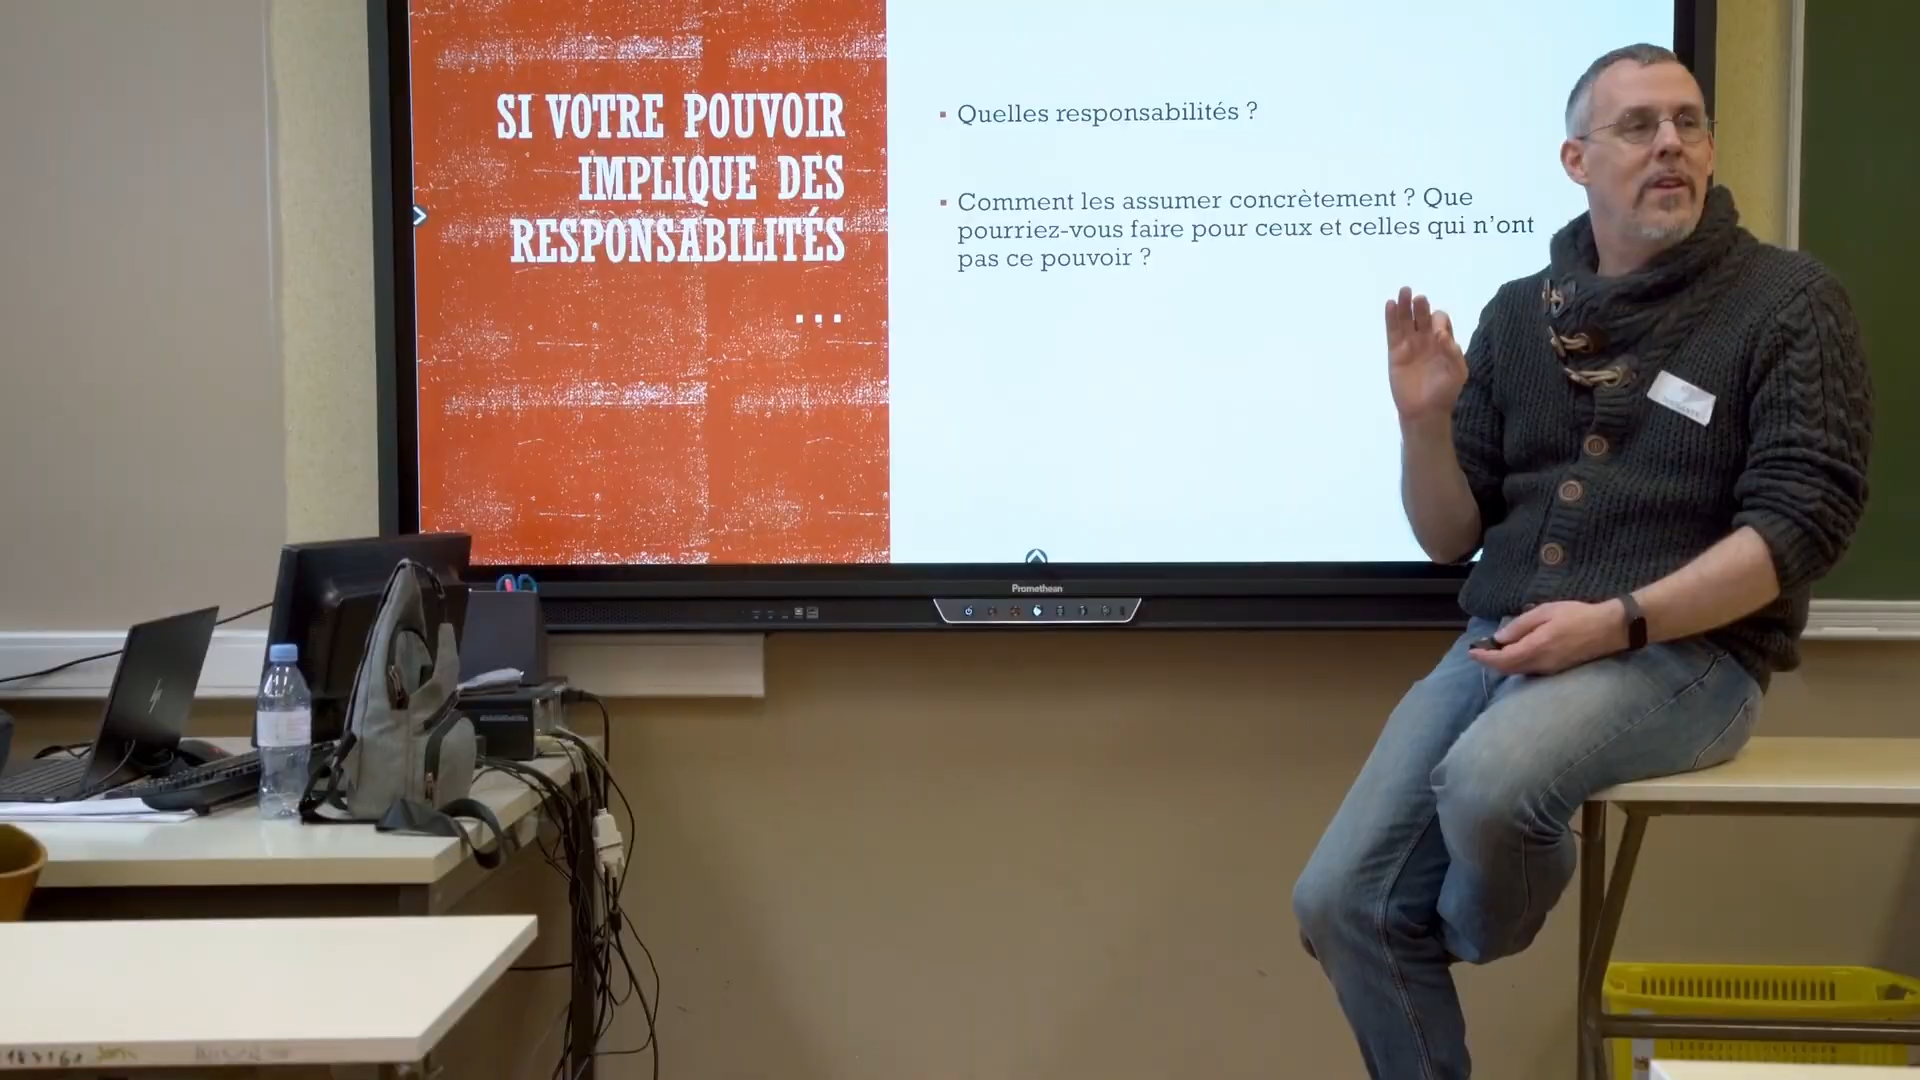 SI VOTRE POUVOIR
IMPLIQUE DES
RESPONSABILITÉS
...
▪ Quelles responsabilités ?
▪ Comment les assumer concrètement ? Que
pourriez-vous faire pour ceux et celles qui n’ont
pas ce pouvoir ?
Promethean
hp